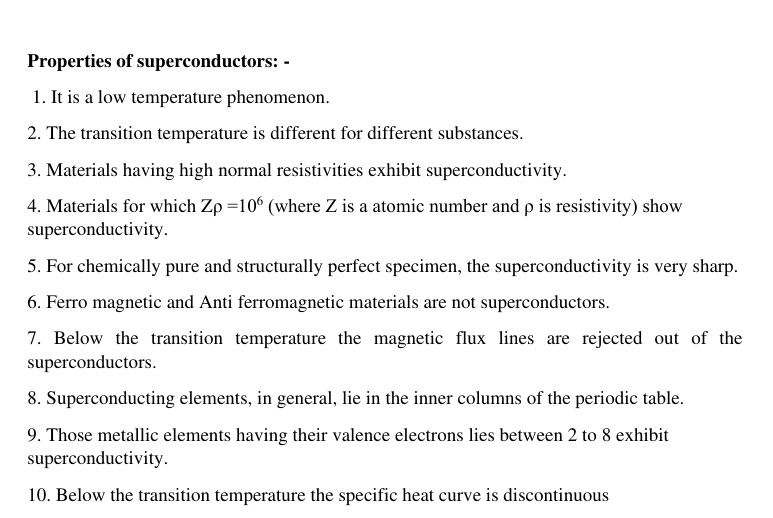 Properties of superconductors: -
1. It is a low temperature phenomenon.
2. The transition temperature is different for different substances.
3. Materials having high normal resistivities exhibit superconductivity.
4. Materials for which Zρ =10⁶ (where Z is a atomic number and ρ is resistivity) show
superconductivity.
5. For chemically pure and structurally perfect specimen, the superconductivity is very sharp.
6. Ferro magnetic and Anti ferromagnetic materials are not superconductors.
7. Below the transition temperature the magnetic flux lines are rejected out of the
superconductors.
8. Superconducting elements, in general, lie in the inner columns of the periodic table.
9. Those metallic elements having their valence electrons lies between 2 to 8 exhibit
superconductivity.
10. Below the transition temperature the specific heat curve is discontinuous